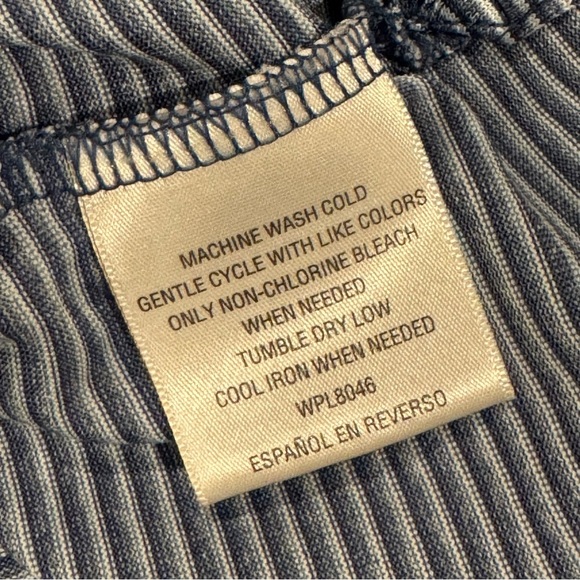 MACHINE WASH COLD
GENTLE CYCLE WITH LIKE COLORS
ONLY NON-CHLORINE BLEACH
WHEN NEEDED
TUMBLE DRY LOW
COOL IRON WHEN NEEDED
WPL8046
ESPAÑOL EN REVERSO